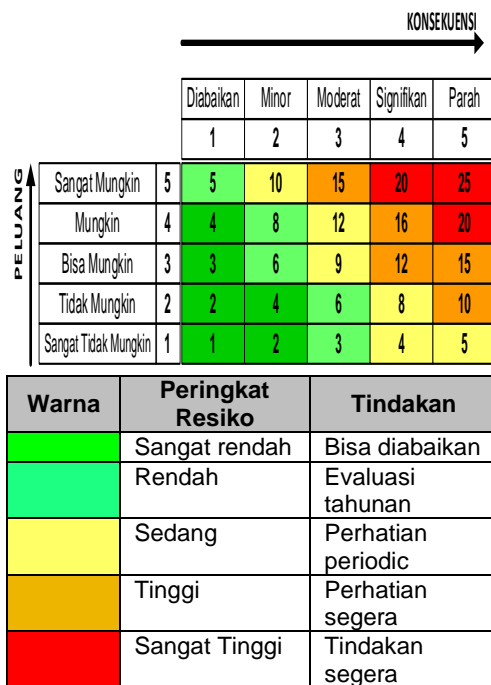 KONSEKUENSI
Diabaikan Minor Moderat Signifikan Parah
1 2 3 4 5
PELUANG
Sangat Mungkin 5 5 10 15 20 25
Mungkin 4 4 8 12 16 20
Bisa Mungkin 3 3 6 9 12 15
Tidak Mungkin 2 2 4 6 8 10
Sangat Tidak Mungkin 1 1 2 3 4 5
Warna Peringkat Resiko Tindakan
Sangat rendah Bisa diabaikan
Rendah Evaluasi tahunan
Sedang Perhatian periodic
Tinggi Perhatian segera
Sangat Tinggi Tindakan segera